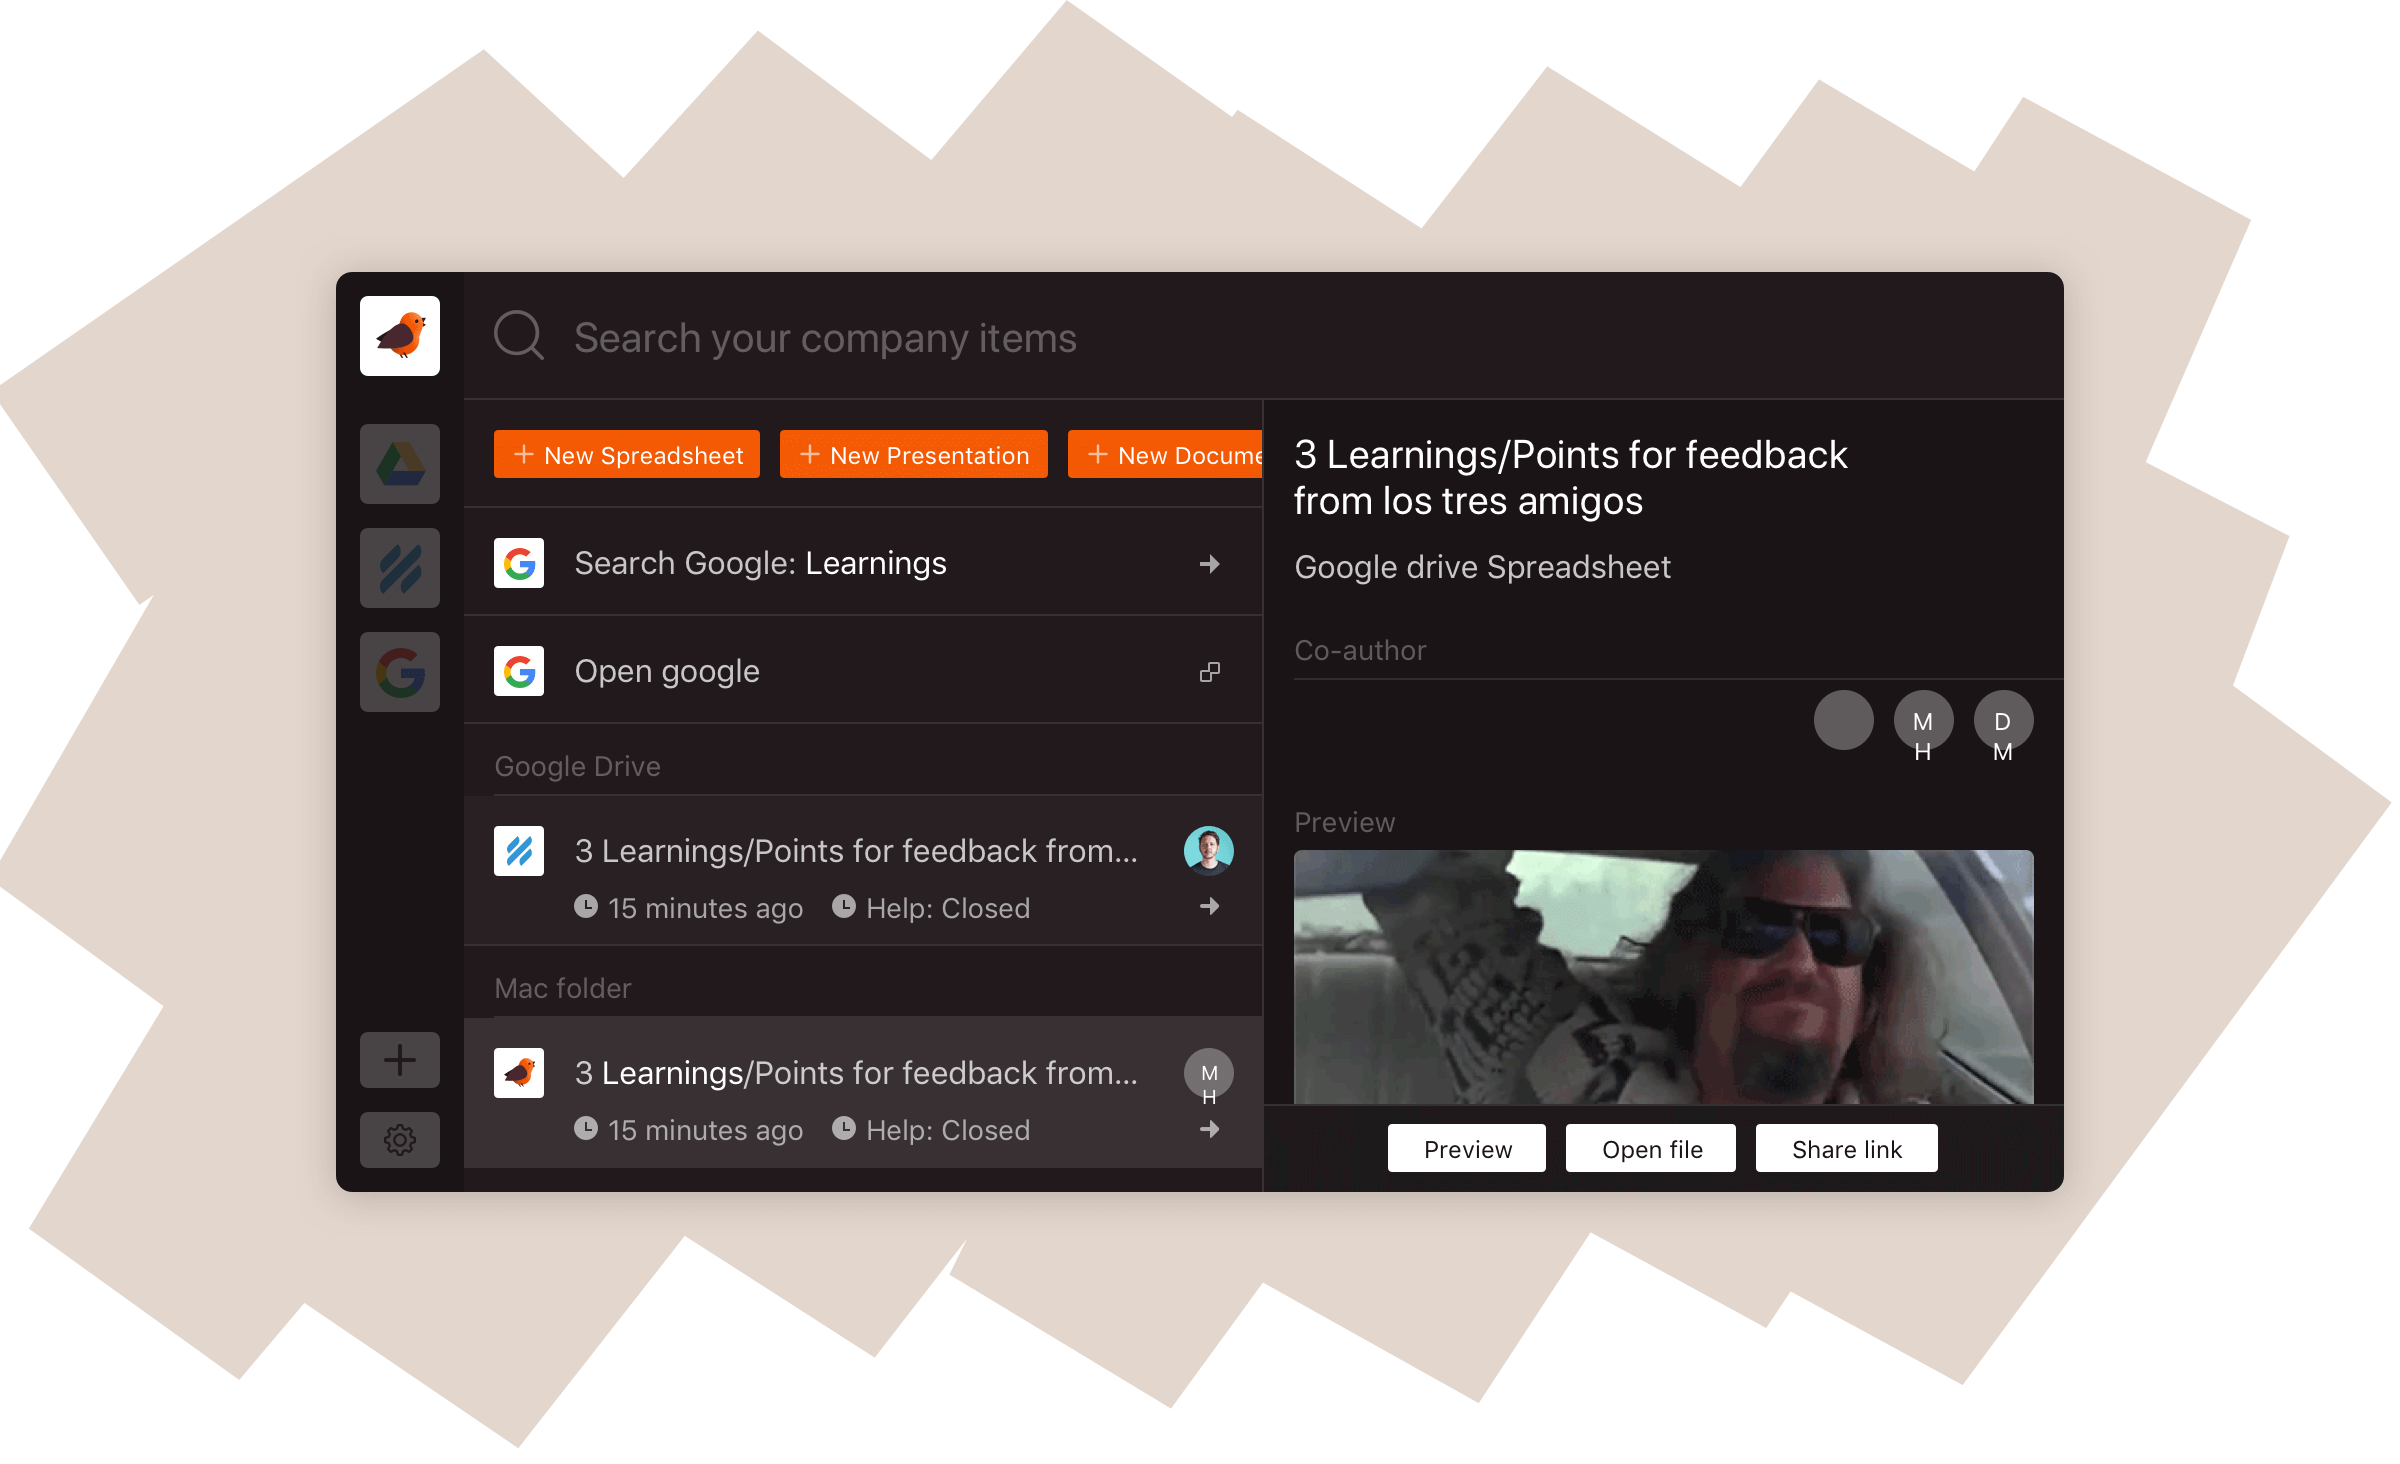 Search your company items
New Spreadsheet
New Presentation
New Docume
Search Google: Learnings
Open google
Google Drive
3 Learnings/Points for feedback from...
15 minutes ago
Help: Closed
Mac folder
3 Learnings/Points for feedback from...
M
H
15 minutes ago
Help: Closed
3 Learnings/Points for feedback
from los tres amigos
Google drive Spreadsheet
Co-author
M
H
D
M
Preview
Preview
Open file
Share link